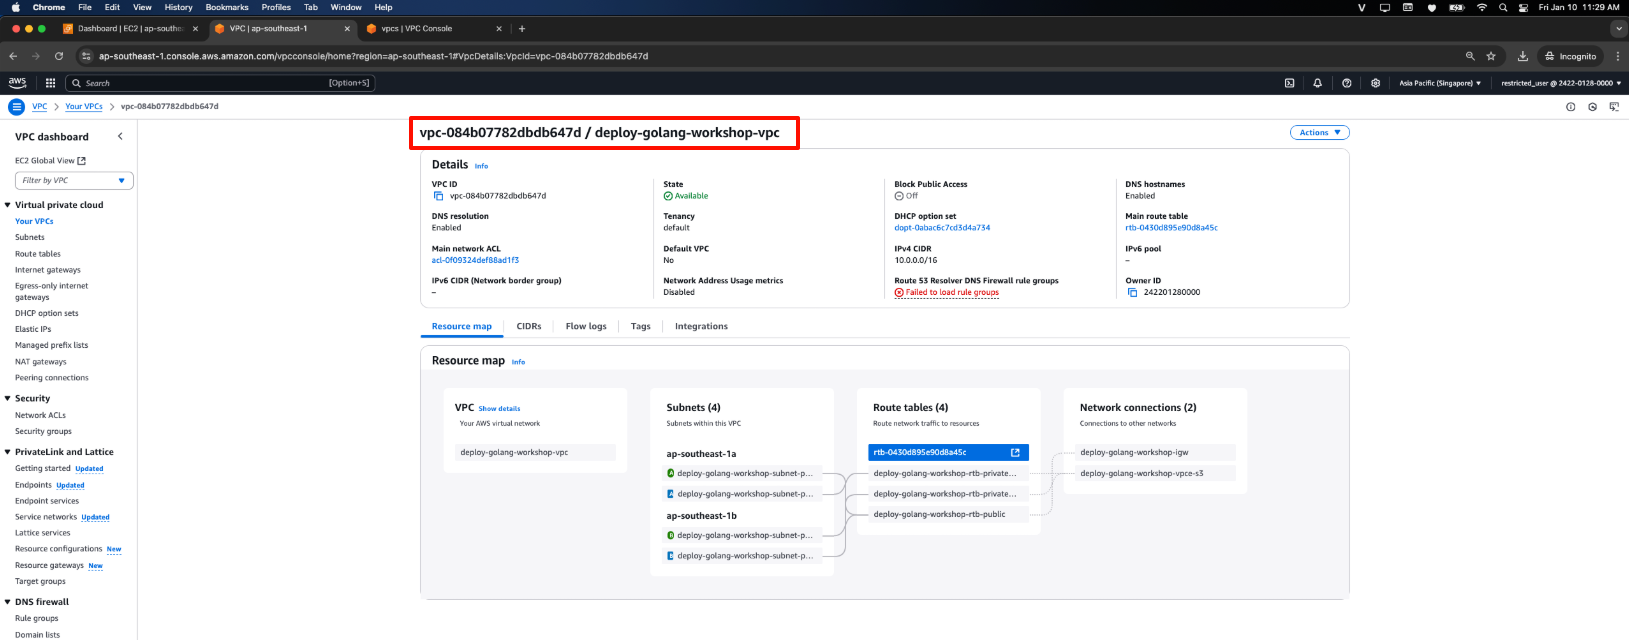 Chrome File Edit View History Bookmarks Profiles Tab Window Help
Fri Jan 10 11:29 AM
Dashboard | EC2 | ap-southea
VPC | ap-southeast-1
vpcs | VPC Console
ap-southeast-1.console.aws.amazon.com/vpcconsole/home?region=ap-southeast-1#VpcDetails:VpcId=vpc-084b07782dbdb647d
Incognito
aws
Search [Option+S]
Asia Pacific (Singapore)
restricted_user @ 2422-0128-0000
VPC > Your VPCs > vpc-084b07782dbdb647d
VPC dashboard
EC2 Global View
Filter by VPC
Virtual private cloud
Your VPCs
Subnets
Route tables
Internet gateways
Egress-only internet
gateways
DHCP option sets
Elastic IPs
Managed prefix lists
NAT gateways
Peering connections
Security
Network ACLs
Security groups
PrivateLink and Lattice
Getting started Updated
Endpoints Updated
Endpoint services
Service networks Updated
Lattice services
Resource configurations New
Resource gateways New
Target groups
DNS firewall
Rule groups
Domain lists
vpc-084b07782dbdb647d / deploy-golang-workshop-vpc
Actions
Details Info
VPC ID
vpc-084b07782dbdb647d
State
Available
Block Public Access
Off
DNS hostnames
Enabled
DNS resolution
Enabled
Tenancy
default
DHCP option set
dopt-0abac6c7cd3d4a734
Main route table
rtb-0430d895e90d8a45c
Main network ACL
acl-0f09324def88ad1f3
Default VPC
No
IPv4 CIDR
10.0.0.0/16
IPv6 pool
–
IPv6 CIDR (Network border group)
–
Network Address Usage metrics
Disabled
Route 53 Resolver DNS Firewall rule groups
Failed to load rule groups
Owner ID
242201280000
Resource map
CIDRs
Flow logs
Tags
Integrations
Resource map Info
VPC Show details
Your AWS virtual network
deploy-golang-workshop-vpc
Subnets (4)
Subnets within this VPC
ap-southeast-1a
A deploy-golang-workshop-subnet-p...
A deploy-golang-workshop-subnet-p...
ap-southeast-1b
B deploy-golang-workshop-subnet-p...
B deploy-golang-workshop-subnet-p...
Route tables (4)
Route network traffic to resources
rtb-0430d895e90d8a45c
deploy-golang-workshop-rtb-private...
deploy-golang-workshop-rtb-private...
deploy-golang-workshop-rtb-public
Network connections (2)
Connections to other networks
deploy-golang-workshop-igw
deploy-golang-workshop-vpce-s3